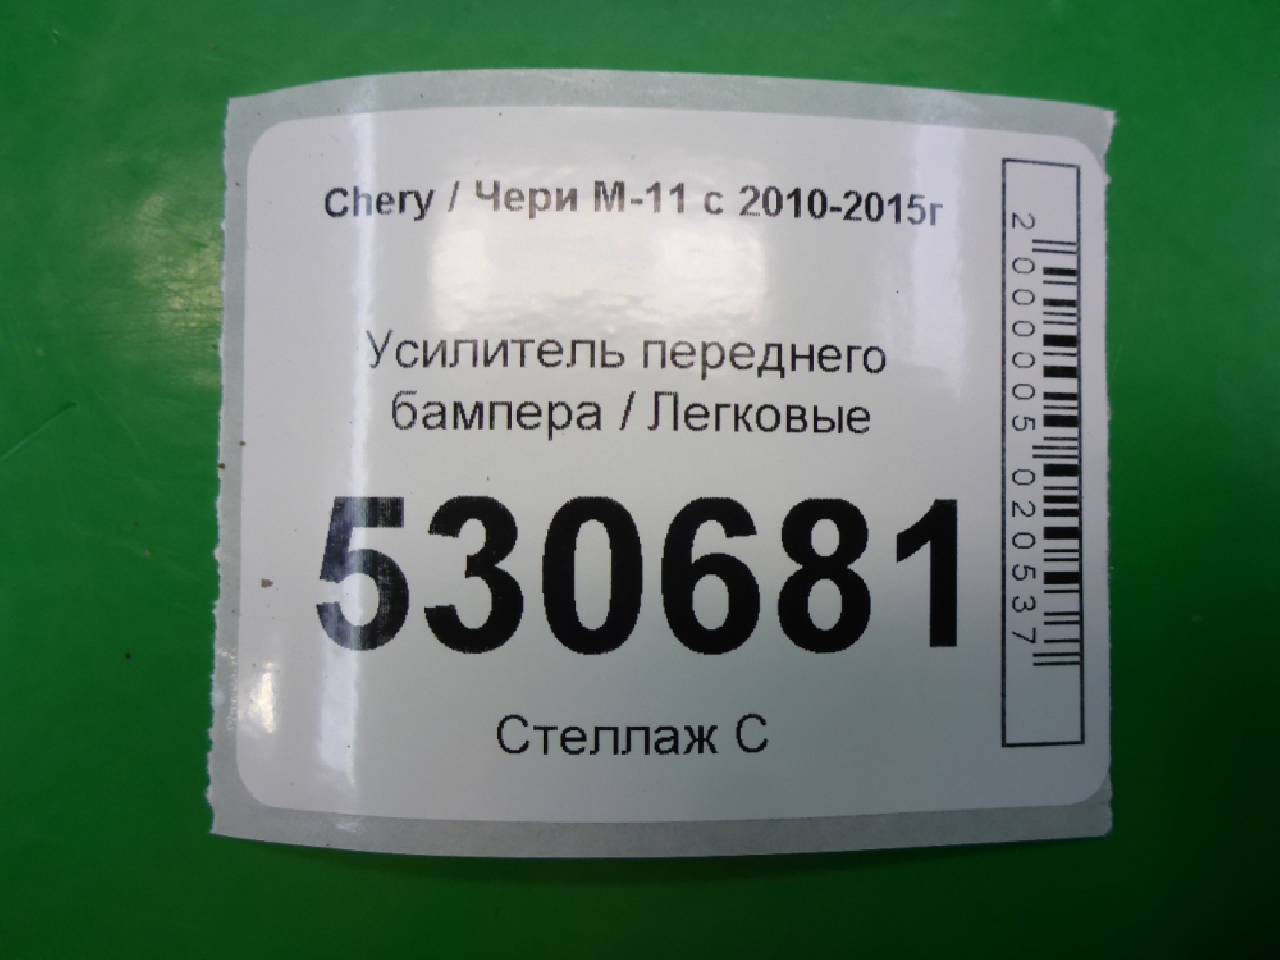 Chery / Чери М-11 с 2010-2015г
Усилитель переднего
бампера / Легковые
530681
Стеллаж С
2000005020537